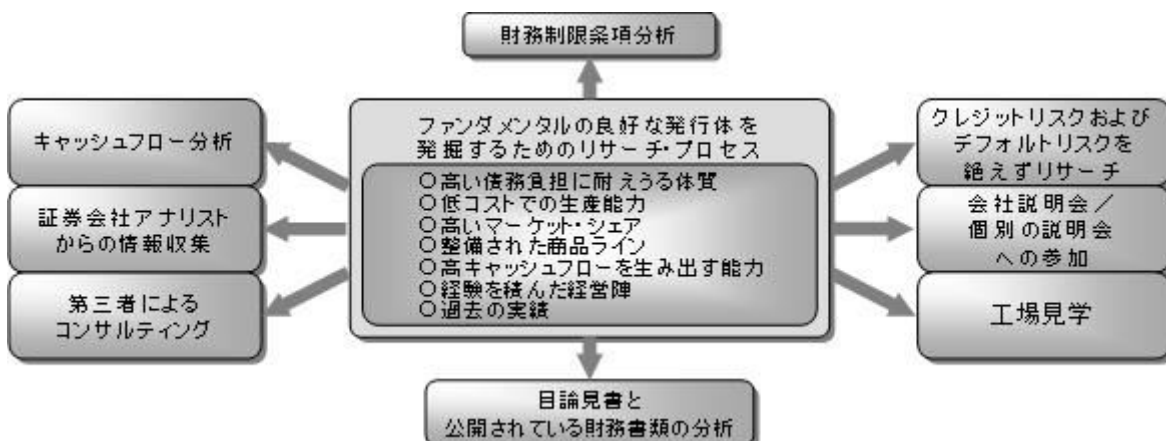 財務制限条項分析
キャッシュフロー分析
証券会社アナリスト
からの情報収集
第三者による
コンサルティング
ファンダメンタルの良好な発行体を
発掘するためのリサーチ・プロセス
○高い債務負担に耐えうる体質
○低コストでの生産能力
○高いマーケット・シェア
○整備された商品ライン
○高キャッシュフローを生み出す能力
○経験を積んだ経営陣
○過去の実績
クレジットリスクおよび
デフォルトリスクを
絶えずリサーチ
会社説明会／
個別の説明会
への参加
工場見学
目論見書と
公開されている財務書類の分析